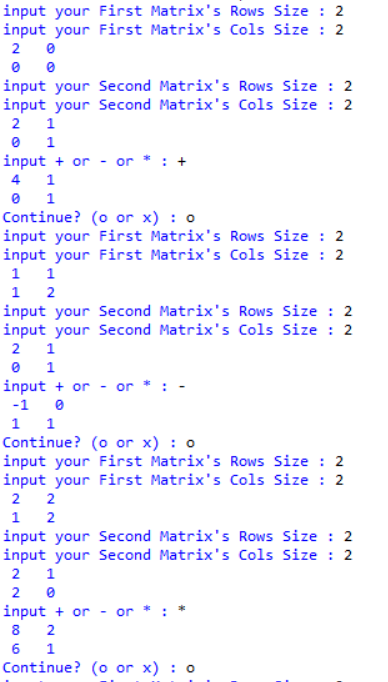 input your First Matrix's Rows Size : 2
input your First Matrix's Cols Size : 2
2 0
0 0
input your Second Matrix's Rows Size : 2
input your Second Matrix's Cols Size : 2
2 1
0 1
input + or - or * : +
4 1
0 1
Continue? (o or x) : o
input your First Matrix's Rows Size : 2
input your First Matrix's Cols Size : 2
1 1
1 2
input your Second Matrix's Rows Size : 2
input your Second Matrix's Cols Size : 2
2 1
0 1
input + or - or * : -
-1 0
1 1
Continue? (o or x) : o
input your First Matrix's Rows Size : 2
input your First Matrix's Cols Size : 2
2 2
1 2
input your Second Matrix's Rows Size : 2
input your Second Matrix's Cols Size : 2
2 1
2 0
input + or - or * : *
8 2
6 1
Continue? (o or x) : o